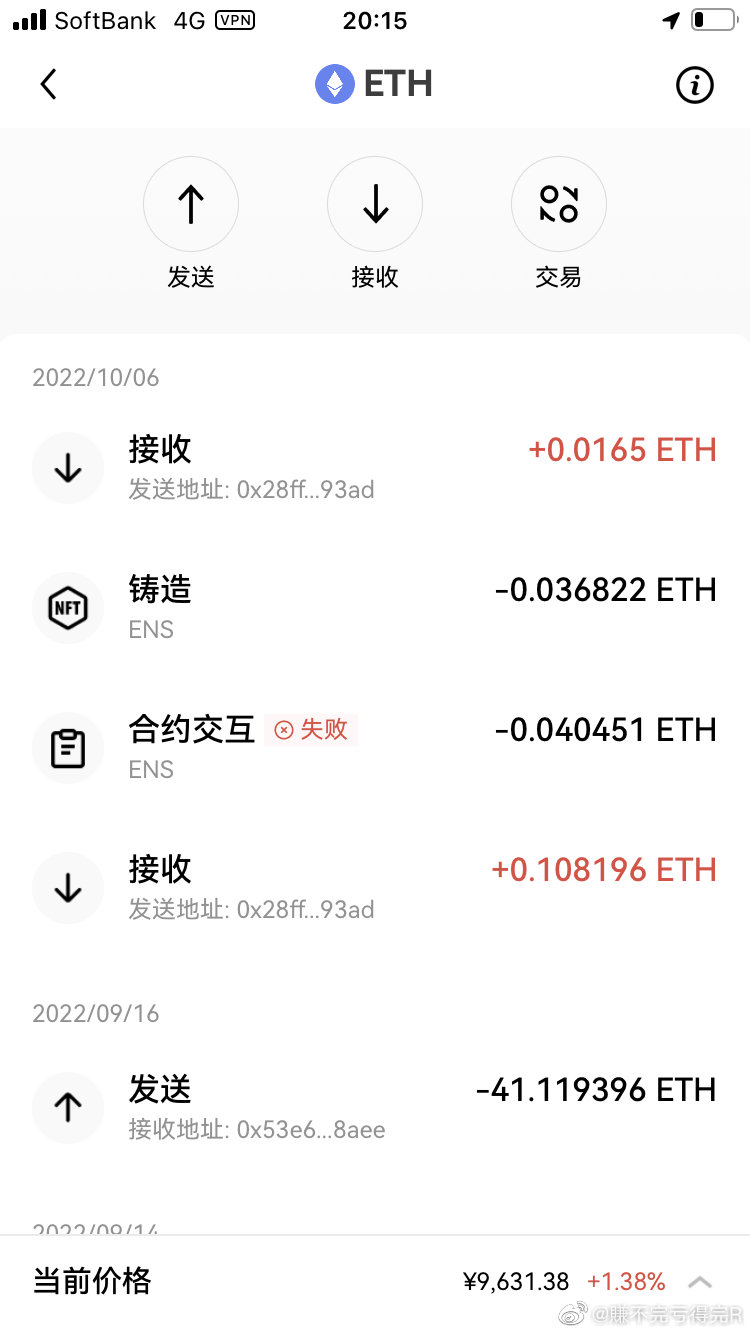 SoftBank 4G VPN 20:15
ETH
发送 接收 交易
2022/10/06
接收 +0.0165 ETH
发送地址: 0x28ff...93ad
NFT 铸造 -0.036822 ETH
ENS
合约交互 失败 -0.040451 ETH
ENS
接收 +0.108196 ETH
发送地址: 0x28ff...93ad
2022/09/16
发送 -41.119396 ETH
接收地址: 0x53e6...8aee
2022/09/14
当前价格 ¥9,631.38 +1.38%
@赚不完亏得完R